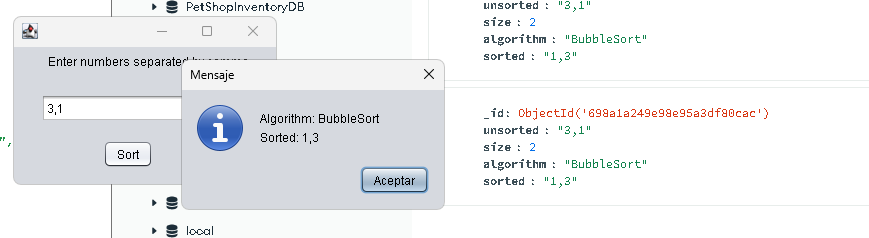 PetShopInventoryDB
Enter numbers separated by comma
3,1
Sort
Mensaje
Algorithm: BubbleSort
Sorted: 1,3
Aceptar
",
local
unsorted : "3,1"
size : 2
algorithm : "BubbleSort"
sorted : "1,3"
_id: ObjectId('698a1a249e98e95a3df80cac')
unsorted : "3,1"
size : 2
algorithm : "BubbleSort"
sorted : "1,3"